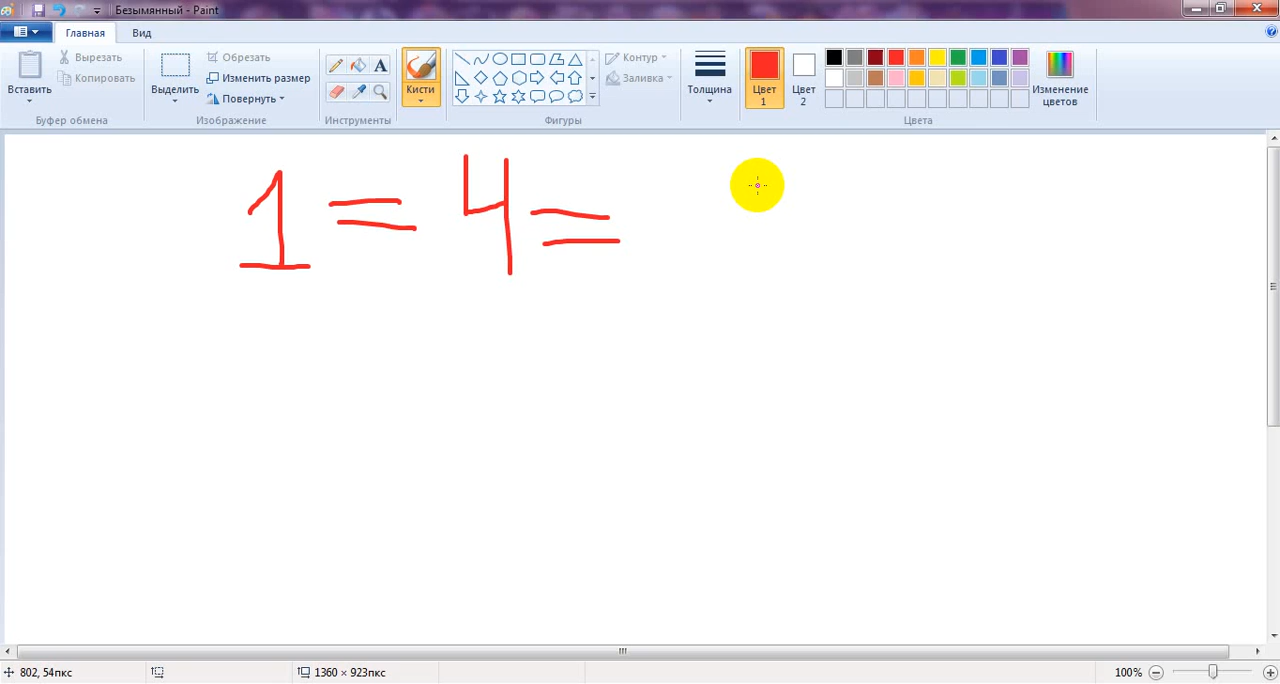 Безымянный - Paint
Главная Вид
Вставить
Вырезать
Копировать
Буфер обмена
Выделить
Обрезать
Изменить размер
Повернуть
Изображение
A
Инструменты
Кисти
Контур
Заливка
Фигуры
Толщина
Цвет 1
Цвет 2
Изменение цветов
Цвета
1 = 4 =
802, 54пкс
1360 × 923пкс
100%